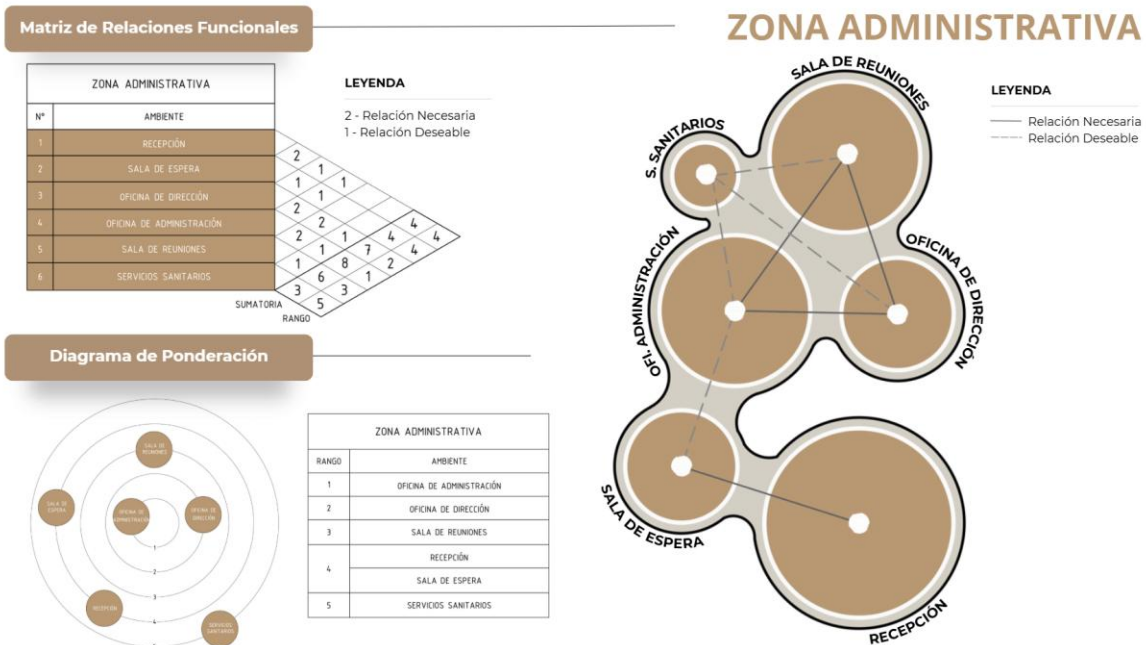 Matriz de Relaciones Funcionales
ZONA ADMINISTRATIVA
Nº AMBIENTE
1 RECEPCIÓN
2 SALA DE ESPERA
3 OFICINA DE DIRECCIÓN
4 OFICINA DE ADMINISTRACIÓN
5 SALA DE REUNIONES
6 SERVICIOS SANITARIOS
2
1
1 1
1
2
2 4
2 1 4 4
1 7 4
1 8 2
6 1
3 3
5
SUMATORIA
RANGO
LEYENDA
2 - Relación Necesaria
1 - Relación Deseable
Diagrama de Ponderación
SALA DE
REUNIONES
SALA DE
ESPERA
OFICINA DE
ADMINISTRACIÓN
OFICINA DE
DIRECCIÓN
1
2
3
RECEPCIÓN
4
SERVICIOS
SANITARIOS
ZONA ADMINISTRATIVA
RANGO AMBIENTE
1 OFICINA DE ADMINISTRACIÓN
2 OFICINA DE DIRECCIÓN
3 SALA DE REUNIONES
4 RECEPCIÓN
SALA DE ESPERA
5 SERVICIOS SANITARIOS
ZONA ADMINISTRATIVA
SALA DE REUNIONES
S. SANITARIOS
OFI. ADMINISTRACIÓN
OFICINA DE DIRECCIÓN
SALA DE ESPERA
RECEPCIÓN
LEYENDA
Relación Necesaria
Relación Deseable